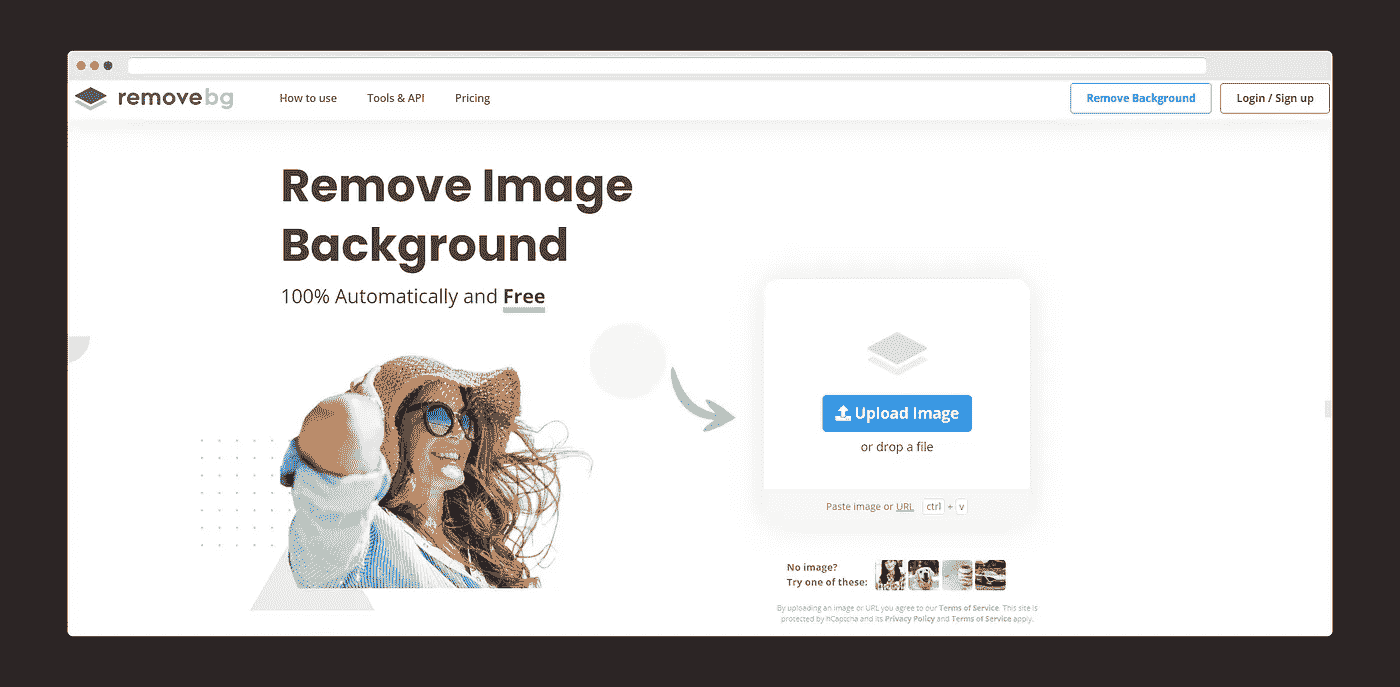 removebg
How to use
Tools & API
Pricing
Remove Background
Login / Sign up
Remove Image
Background
100% Automatically and Free
Upload Image
or drop a file
Paste image or URL ctrl + v
No image?
Try one of these:
By uploading an image or URL you agree to our Terms of Service. This site is
protected by hCaptcha and its Privacy Policy and Terms of Service apply.